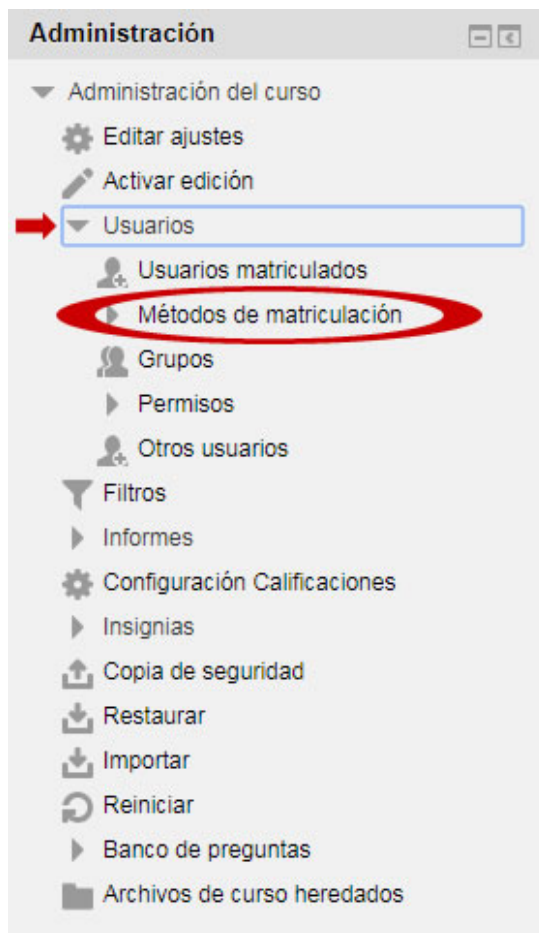 Administración
Administración del curso
Editar ajustes
Activar edición
Usuarios
Usuarios matriculados
Métodos de matriculación
Grupos
Permisos
Otros usuarios
Filtros
Informes
Configuración Calificaciones
Insignias
Copia de seguridad
Restaurar
Importar
Reiniciar
Banco de preguntas
Archivos de curso heredados